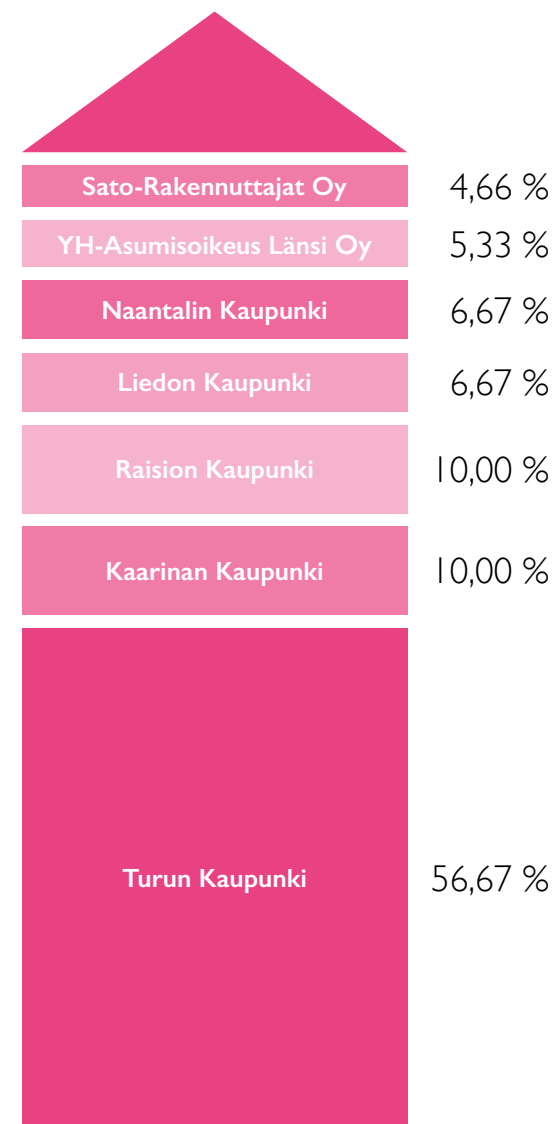 Sato-Rakennuttajat Oy 4,66 %
YH-Asumisoikeus Länsi Oy 5,33 %
Naantalin Kaupunki 6,67 %
Liedon Kaupunki 6,67 %
Raision Kaupunki 10,00 %
Kaarinan Kaupunki 10,00 %
Turun Kaupunki 56,67 %